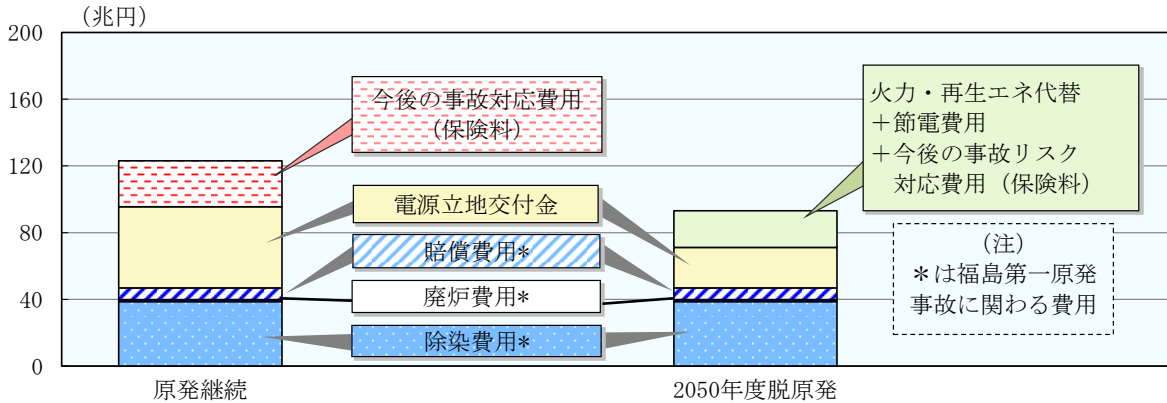 （兆円）
200
160
120
80
40
0
今後の事故対応費用
（保険料）
電源立地交付金
賠償費用*
廃炉費用*
除染費用*
火力・再生エネ代替
＋節電費用
＋今後の事故リスク
対応費用（保険料）
（注）
*は福島第一原発
事故に関わる費用
原発継続
2050年度脱原発